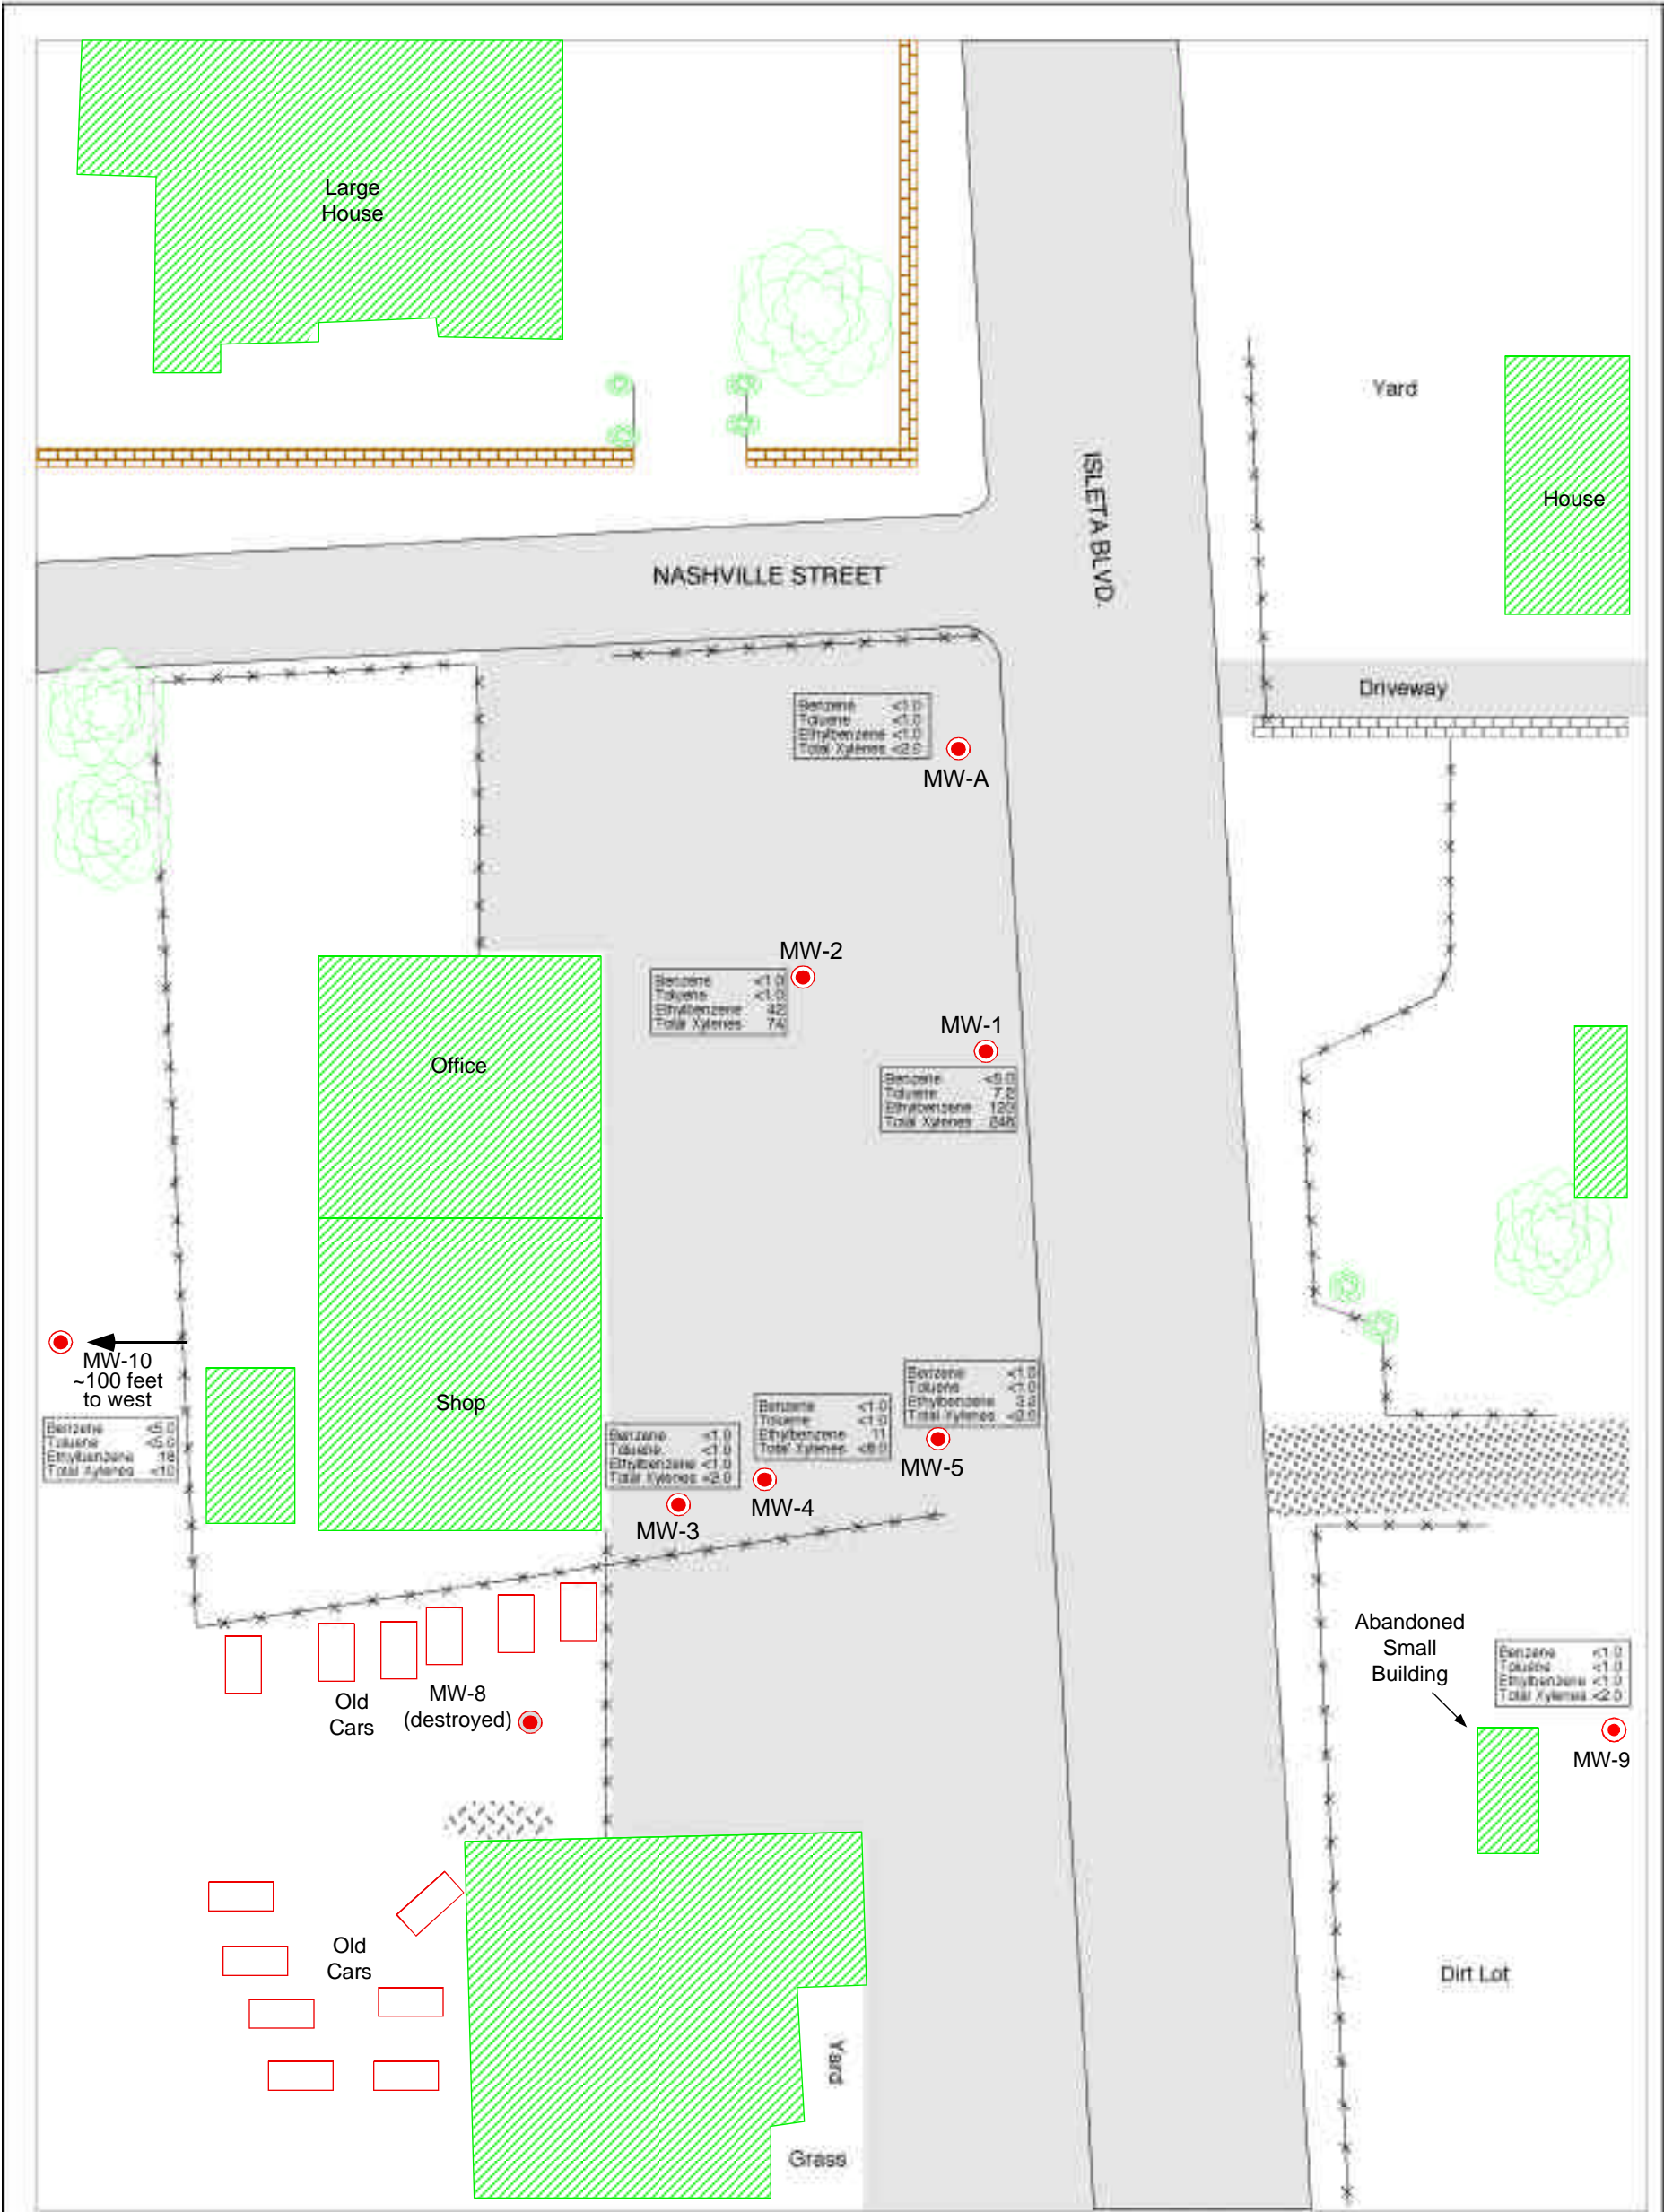 Large
House
Yard
House
ISLETA BLVD.
NASHVILLE STREET
Driveway
Benzene <1.0
Toluene <1.0
Ethylbenzene <1.0
Total Xylenes <2.0
MW-A
MW-2
Benzene <1.0
Toluene <1.0
Ethylbenzene 42
Total Xylenes 74
MW-1
Benzene <5.0
Toluene 7.2
Ethylbenzene 120
Total Xylenes 246
Office
MW-10
~100 feet
to west
Benzene <5.0
Toluene <5.0
Ethylbenzene 16
Total Xylenes <10
Shop
Benzene <1.0
Toluene <1.0
Ethylbenzene <1.0
Total Xylenes <2.0
MW-3
Benzene <1.0
Toluene <1.0
Ethylbenzene 11
Total Xylenes
MW-4
Benzene <1.0
Toluene <1.0
Ethylbenzene
Total Xylenes <2.0
MW-5
Abandoned
Small
Building
Benzene <1.0
Toluene <1.0
Ethylbenzene <1.0
Total Xylenes <2.0
MW-9
Old
Cars
MW-8
(destroyed)
Old
Cars
Dirt Lot
Yard
Grass